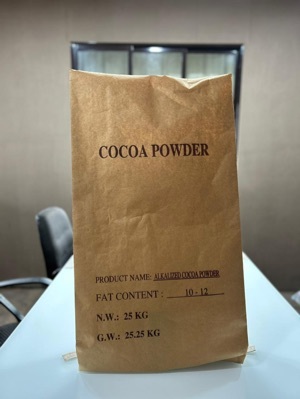 COCOA POWDER
PRODUCT NAME: ALKALIZED COCOA POWDER
FAT CONTENT : 10 - 12
N.W.: 25 KG
G.W.: 25.25 KG